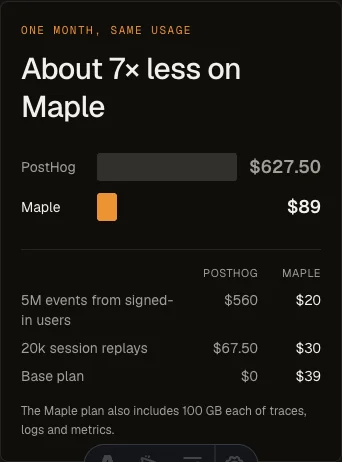 ONE MONTH, SAME USAGE
About 7× less on
Maple
PostHog $627.50
Maple $89
POSTHOG MAPLE
5M events from signed-
in users $560 $20
20k session replays $67.50 $30
Base plan $0 $39
The Maple plan also includes 100 GB each of traces,
logs and metrics.